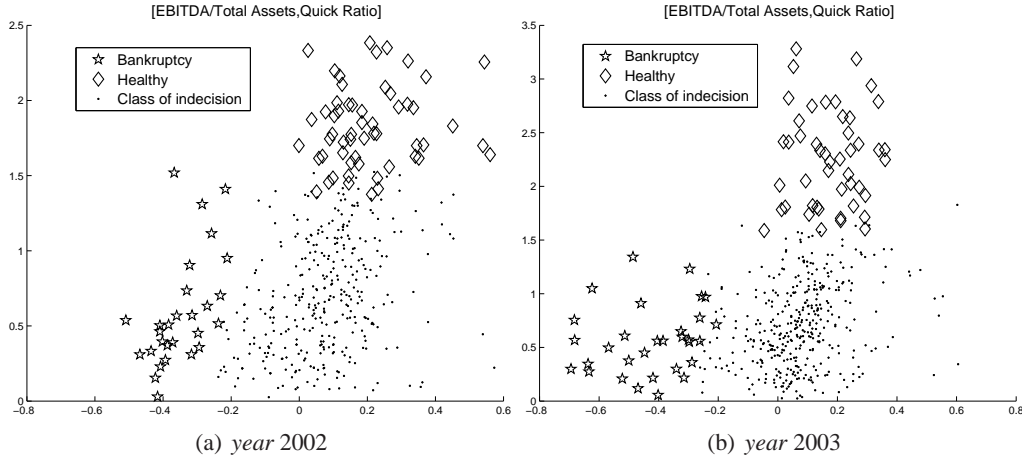 [EBITDA/Total Assets,Quick Ratio]
2.5
2
1.5
1
0.5
0
−0.8 −0.6 −0.4 −0.2 0 0.2 0.4 0.6
Bankruptcy
Healthy
Class of indecision
(a) year 2002
[EBITDA/Total Assets,Quick Ratio]
3.5
3
2.5
2
1.5
1
0.5
0
−0.8 −0.6 −0.4 −0.2 0 0.2 0.4 0.6 0.8
Bankruptcy
Healthy
Class of indecision
(b) year 2003